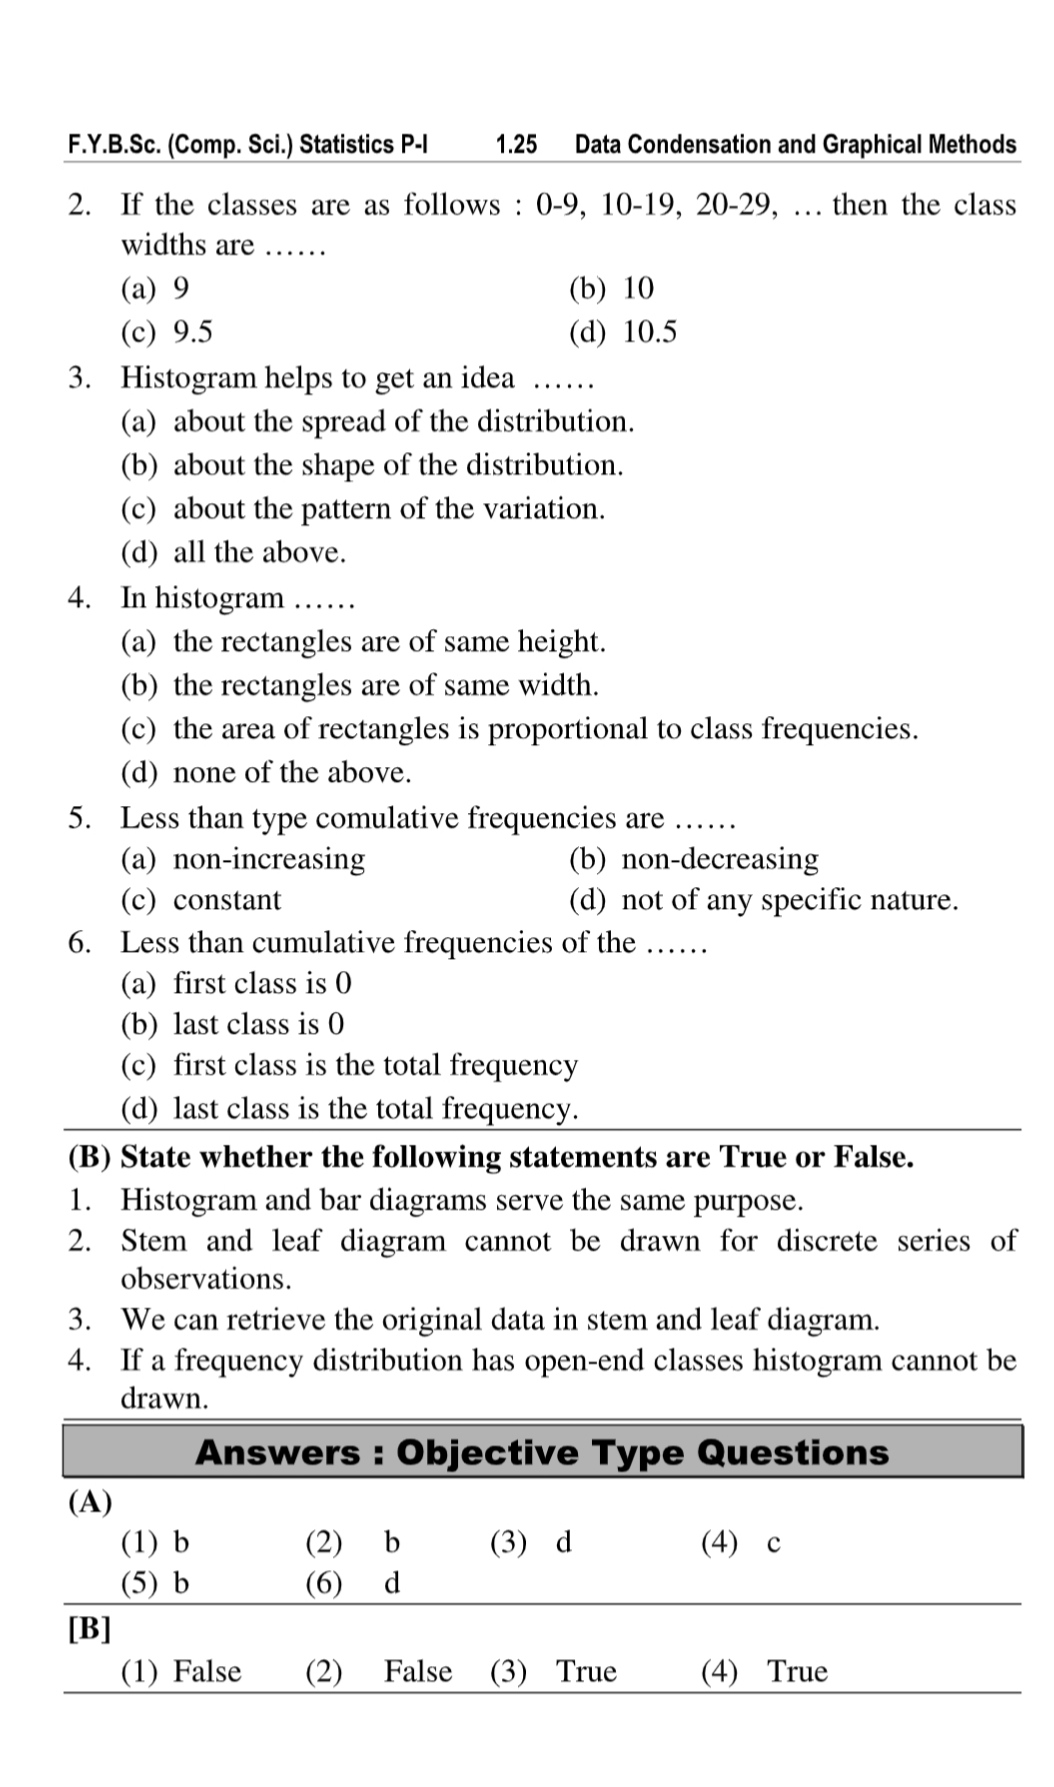 F.Y.B.Sc. (Comp. Sci.) Statistics P-I 1.25 Data Condensation and Graphical Methods
2. If the classes are as follows : 0-9, 10-19, 20-29, … then the class
widths are ……
(a) 9 (b) 10
(c) 9.5 (d) 10.5
3. Histogram helps to get an idea ……
(a) about the spread of the distribution.
(b) about the shape of the distribution.
(c) about the pattern of the variation.
(d) all the above.
4. In histogram ……
(a) the rectangles are of same height.
(b) the rectangles are of same width.
(c) the area of rectangles is proportional to class frequencies.
(d) none of the above.
5. Less than type comulative frequencies are ……
(a) non-increasing (b) non-decreasing
(c) constant (d) not of any specific nature.
6. Less than cumulative frequencies of the ……
(a) first class is 0
(b) last class is 0
(c) first class is the total frequency
(d) last class is the total frequency.
(B) State whether the following statements are True or False.
1. Histogram and bar diagrams serve the same purpose.
2. Stem and leaf diagram cannot be drawn for discrete series of
observations.
3. We can retrieve the original data in stem and leaf diagram.
4. If a frequency distribution has open-end classes histogram cannot be
drawn.
Answers : Objective Type Questions
(A)
(1) b (2) b (3) d (4) c
(5) b (6) d
[B]
(1) False (2) False (3) True (4) True